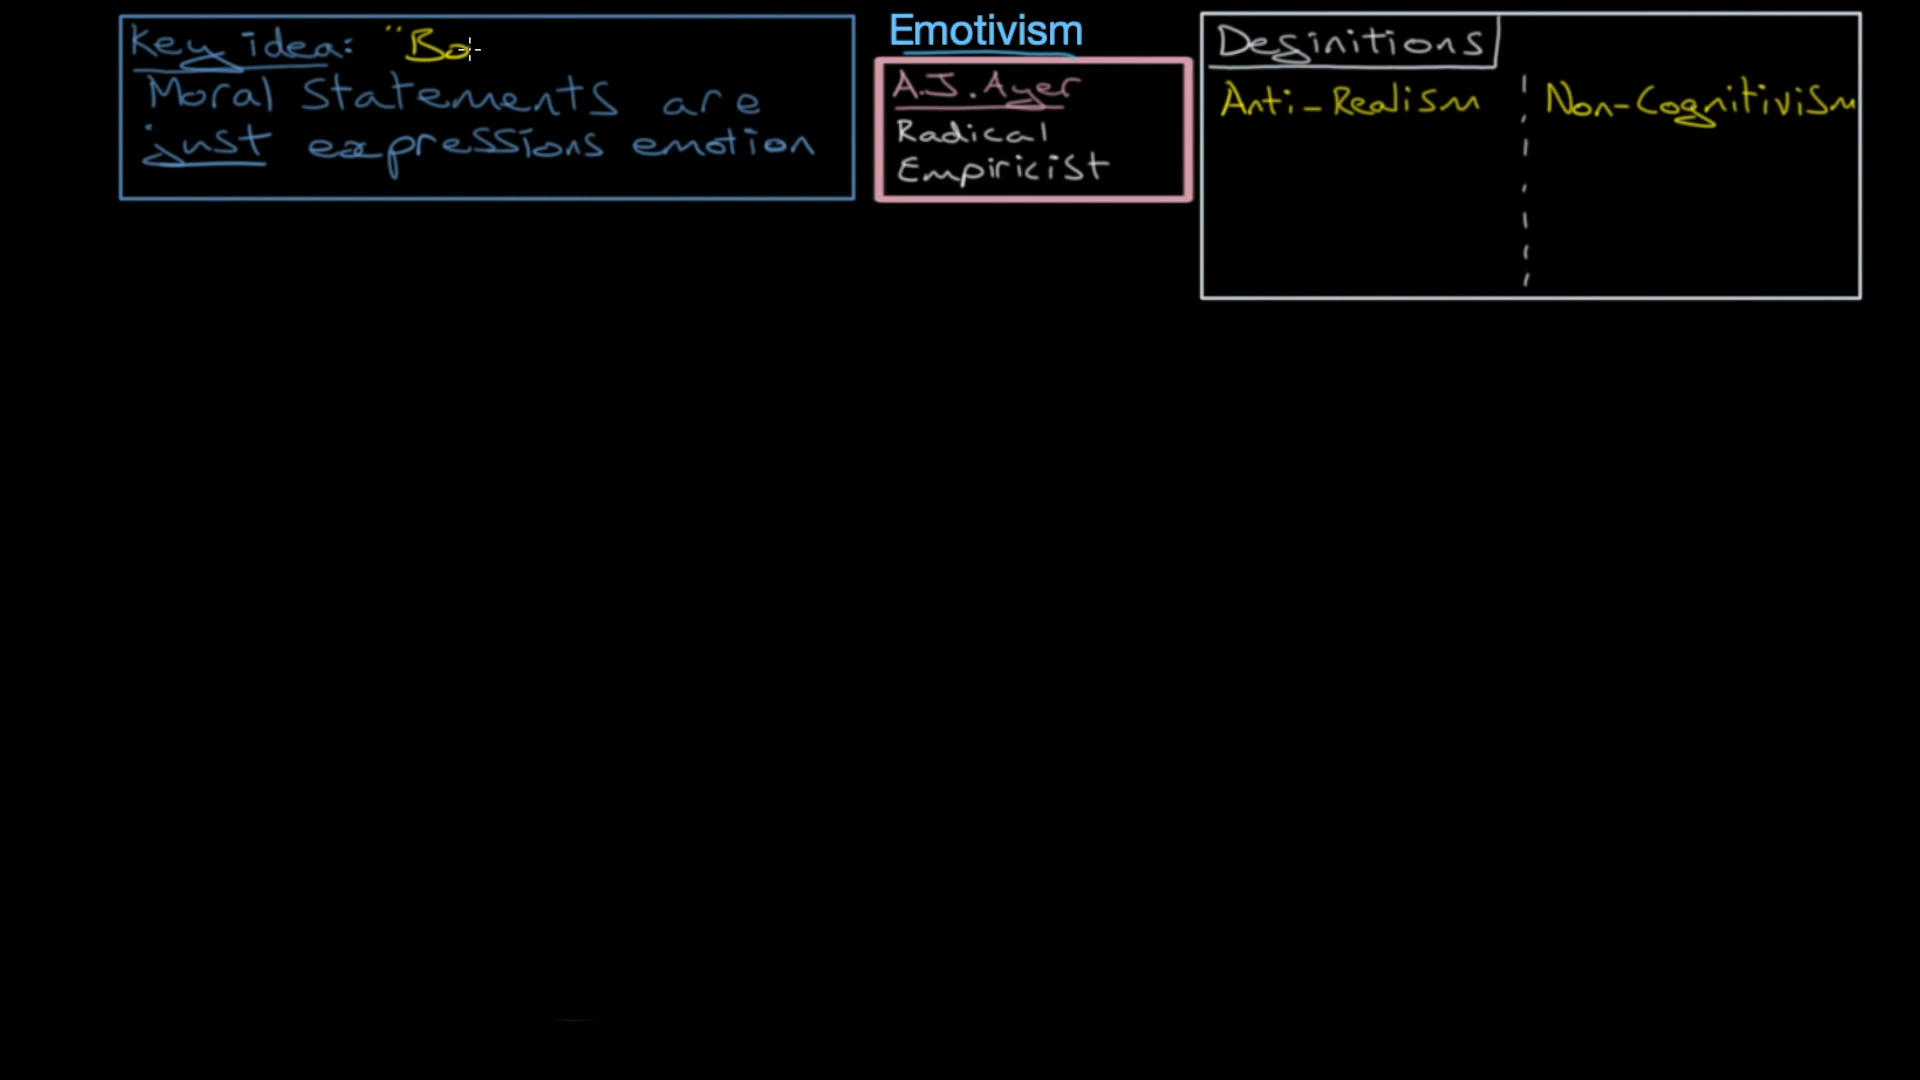 Key idea: "Bo
Moral Statements are
just expressions emotion
Emotivism
A.J. Ayer
Radical
Empiricist
Definitions
Anti-Realism
Non-Cognitivism